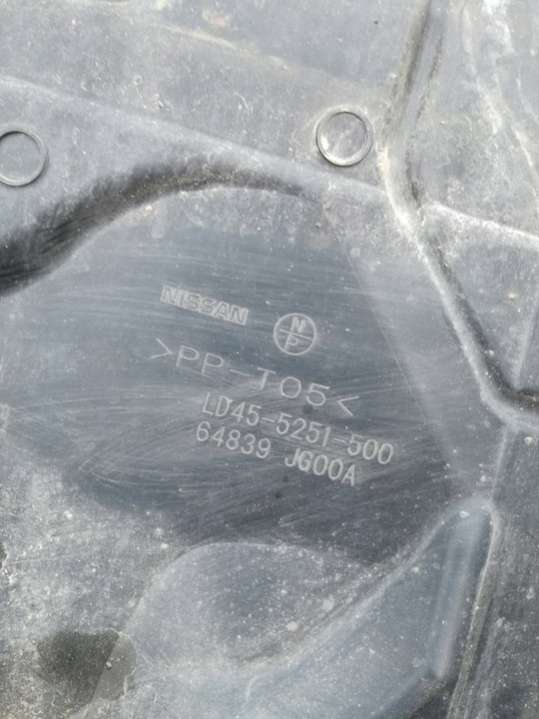 NISSAN N P
>PP-T05<
LD45-5251-500
64839 JG00A